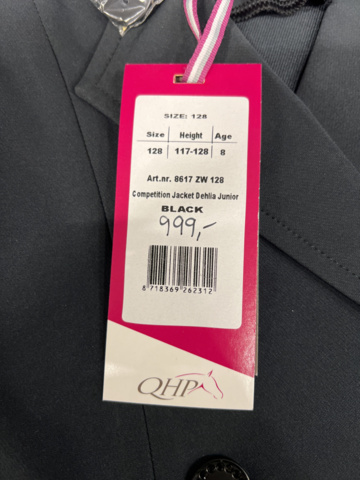 SIZE: 128
Size Height Age
128 117-128 8
Art.nr. 8617 ZW 128
Competition Jacket Dehlia Junior
BLACK
999,-
8 718369 262312
QHP